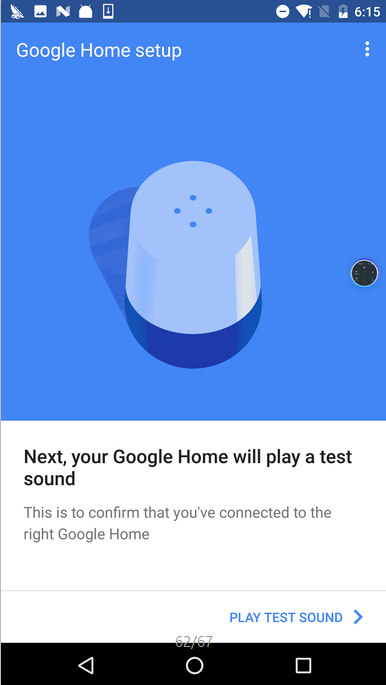 6:15
Google Home setup
Next, your Google Home will play a test
sound
This is to confirm that you've connected to the
right Google Home
PLAY TEST SOUND
62/67